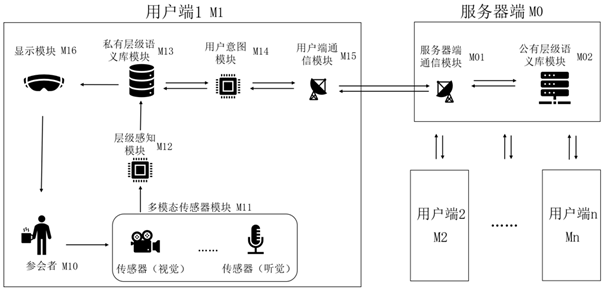 用户端1 M1
服务器端 M0
显示模块 M16
私有层级语
义库模块 M13
用户意图
模块 M14
用户端通
信模块 M15
服务器端
通信模块 M01
公有层级语
义库模块 M02
层级感知
模块 M12
多模态传感器模块 M11
参会者 M10
传感器（视觉）
......
传感器（听觉）
用户端2
M2
......
用户端n
Mn